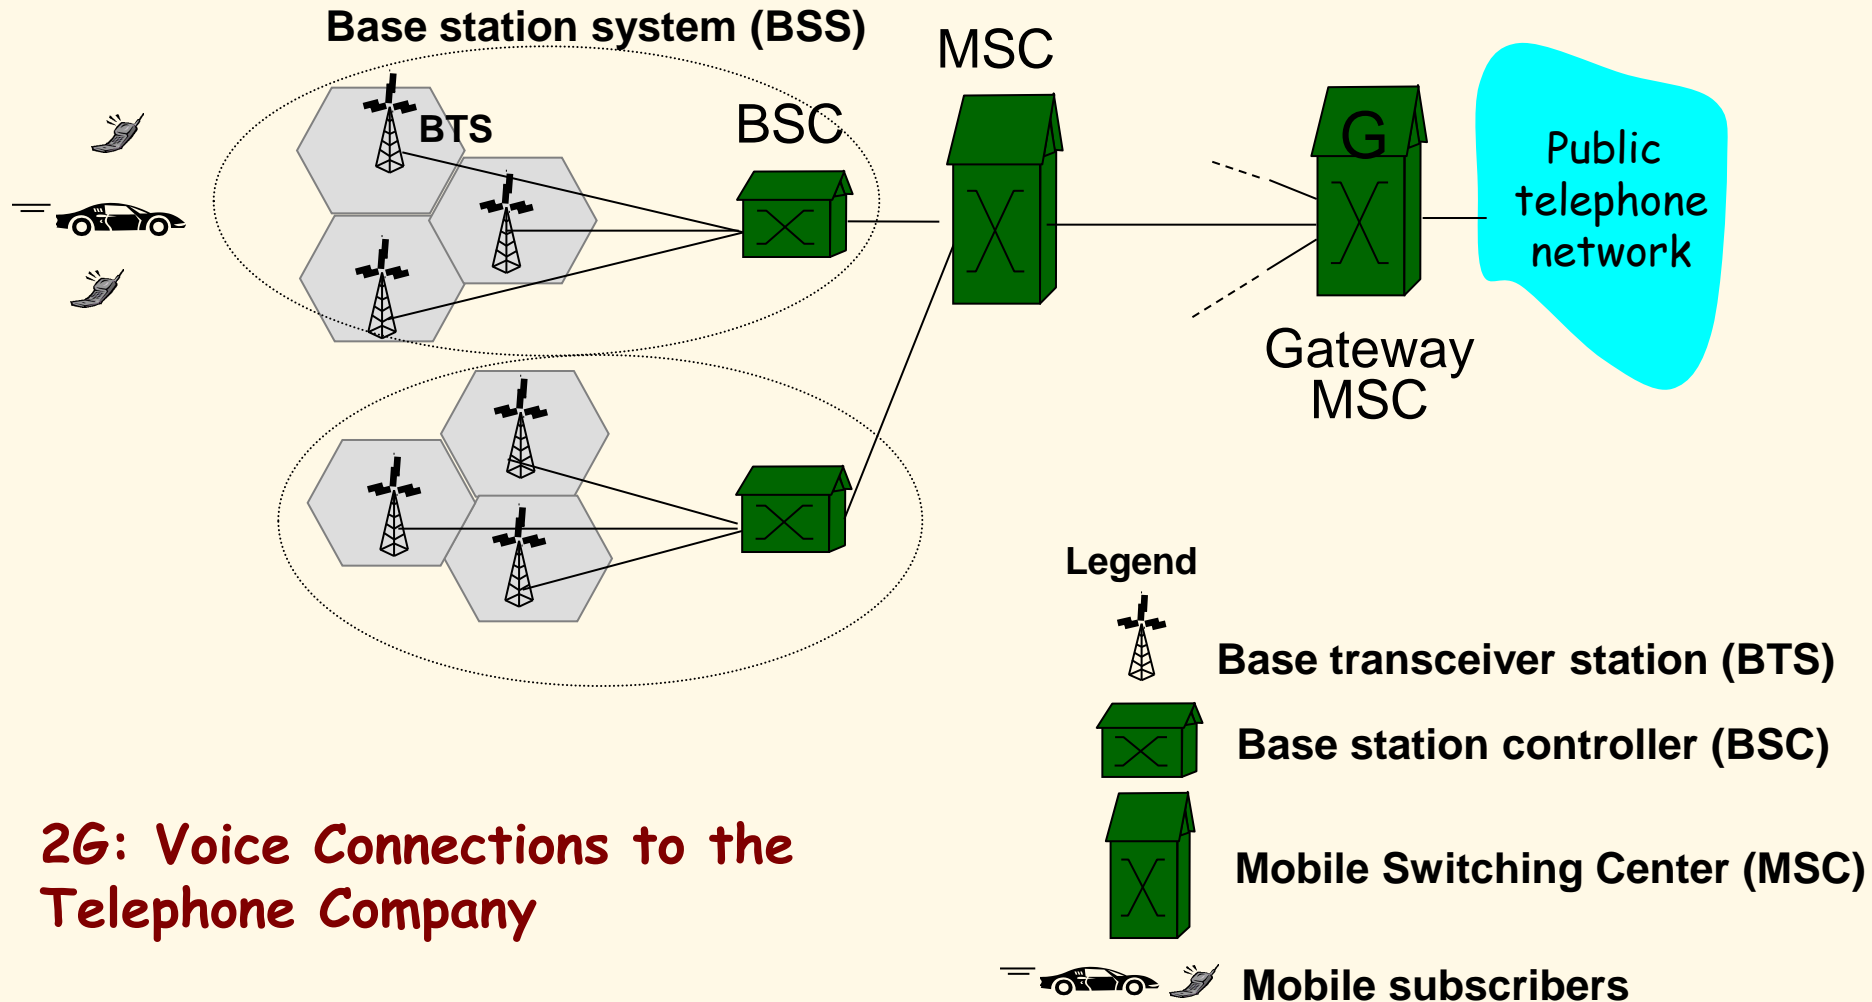 Base station system (BSS)
MSC
BTS
BSC
G
Public
telephone
network
Gateway
MSC
Legend
Base transceiver station (BTS)
Base station controller (BSC)
Mobile Switching Center (MSC)
Mobile subscribers
2G: Voice Connections to the
Telephone Company